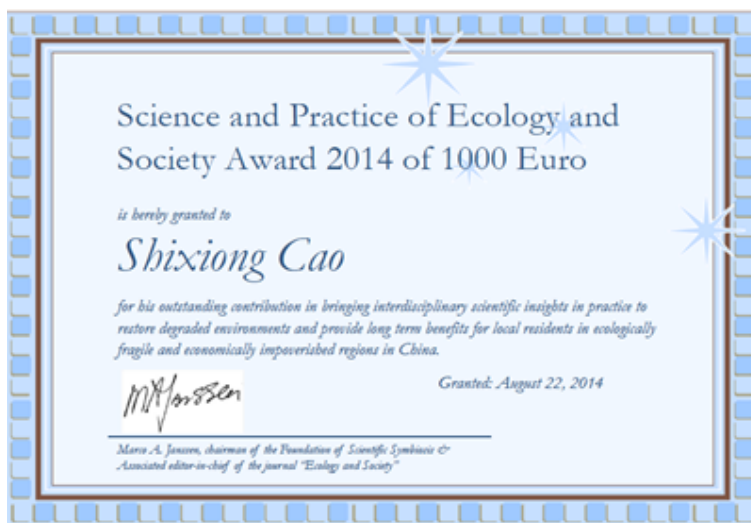 Science and Practice of Ecology and
Society Award 2014 of 1000 Euro
is hereby granted to
Shixiong Cao
for his outstanding contribution in bringing interdisciplinary scientific insights in practice to
restore degraded environments and provide long term benefits for local residents in ecologically
fragile and economically impoverished regions in China.
MAJanssen
Granted: August 22, 2014
Marco A. Janssen, chairman of the Foundation of Scientific Symbiosis &
Associated editor-in-chief of the journal "Ecology and Society"